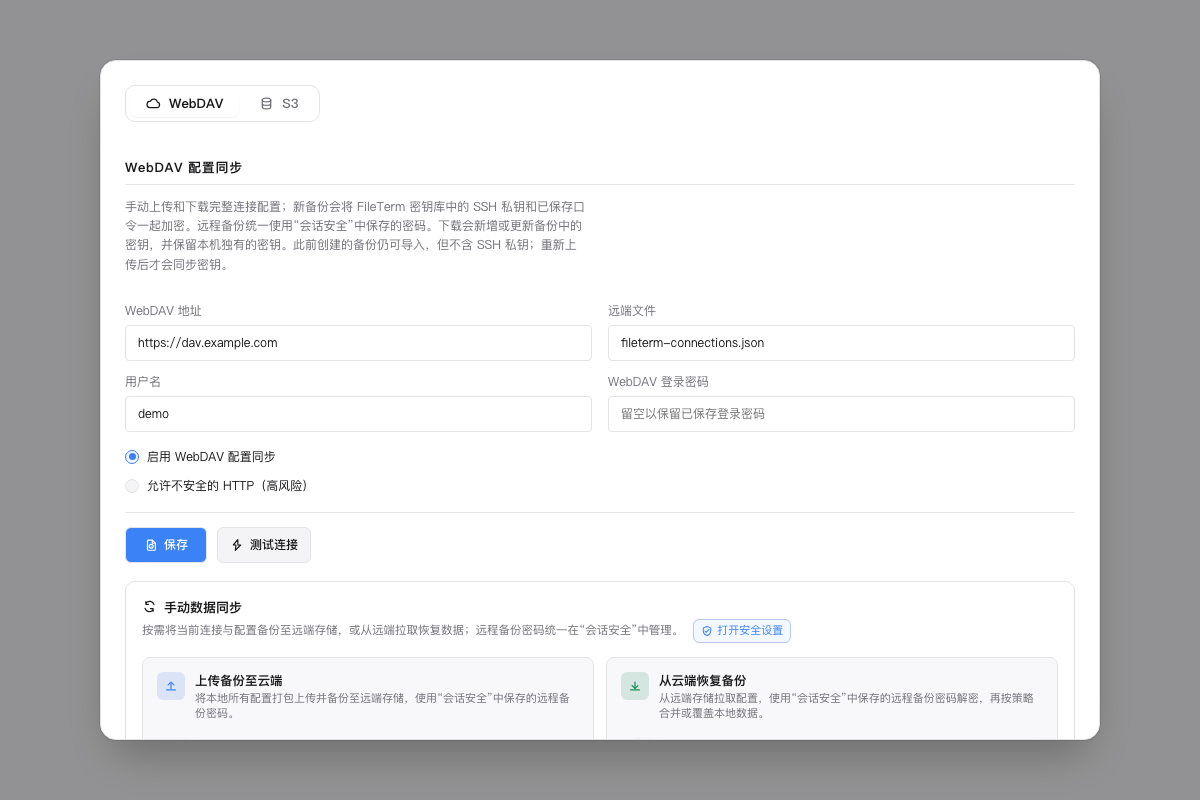 WebDAV
S3
WebDAV 配置同步
手动上传和下载完整连接配置；新备份会将 FileTerm 密钥库中的 SSH 私钥和已保存口
令一起加密。远程备份统一使用“会话安全”中保存的密码。下载会新增或更新备份中的
密钥，并保留本机独有的密钥。此前创建的备份仍可导入，但不含 SSH 私钥；重新上
传后才会同步密钥。
WebDAV 地址
远端文件
https://dav.example.com
fileterm-connections.json
用户名
WebDAV 登录密码
demo
留空以保留已保存登录密码
启用 WebDAV 配置同步
允许不安全的 HTTP（高风险）
保存
测试连接
手动数据同步
按需将当前连接与配置备份至远端存储，或从远端拉取恢复数据；远程备份密码统一在“会话安全”中管理。
打开安全设置
上传备份至云端
将本地所有配置打包上传并备份至远端存储，使用“会话安全”中保存的远程备
份密码。
从云端恢复备份
从远端存储拉取配置，使用“会话安全”中保存的远程备份密码解密，再按策略
合并或覆盖本地数据。